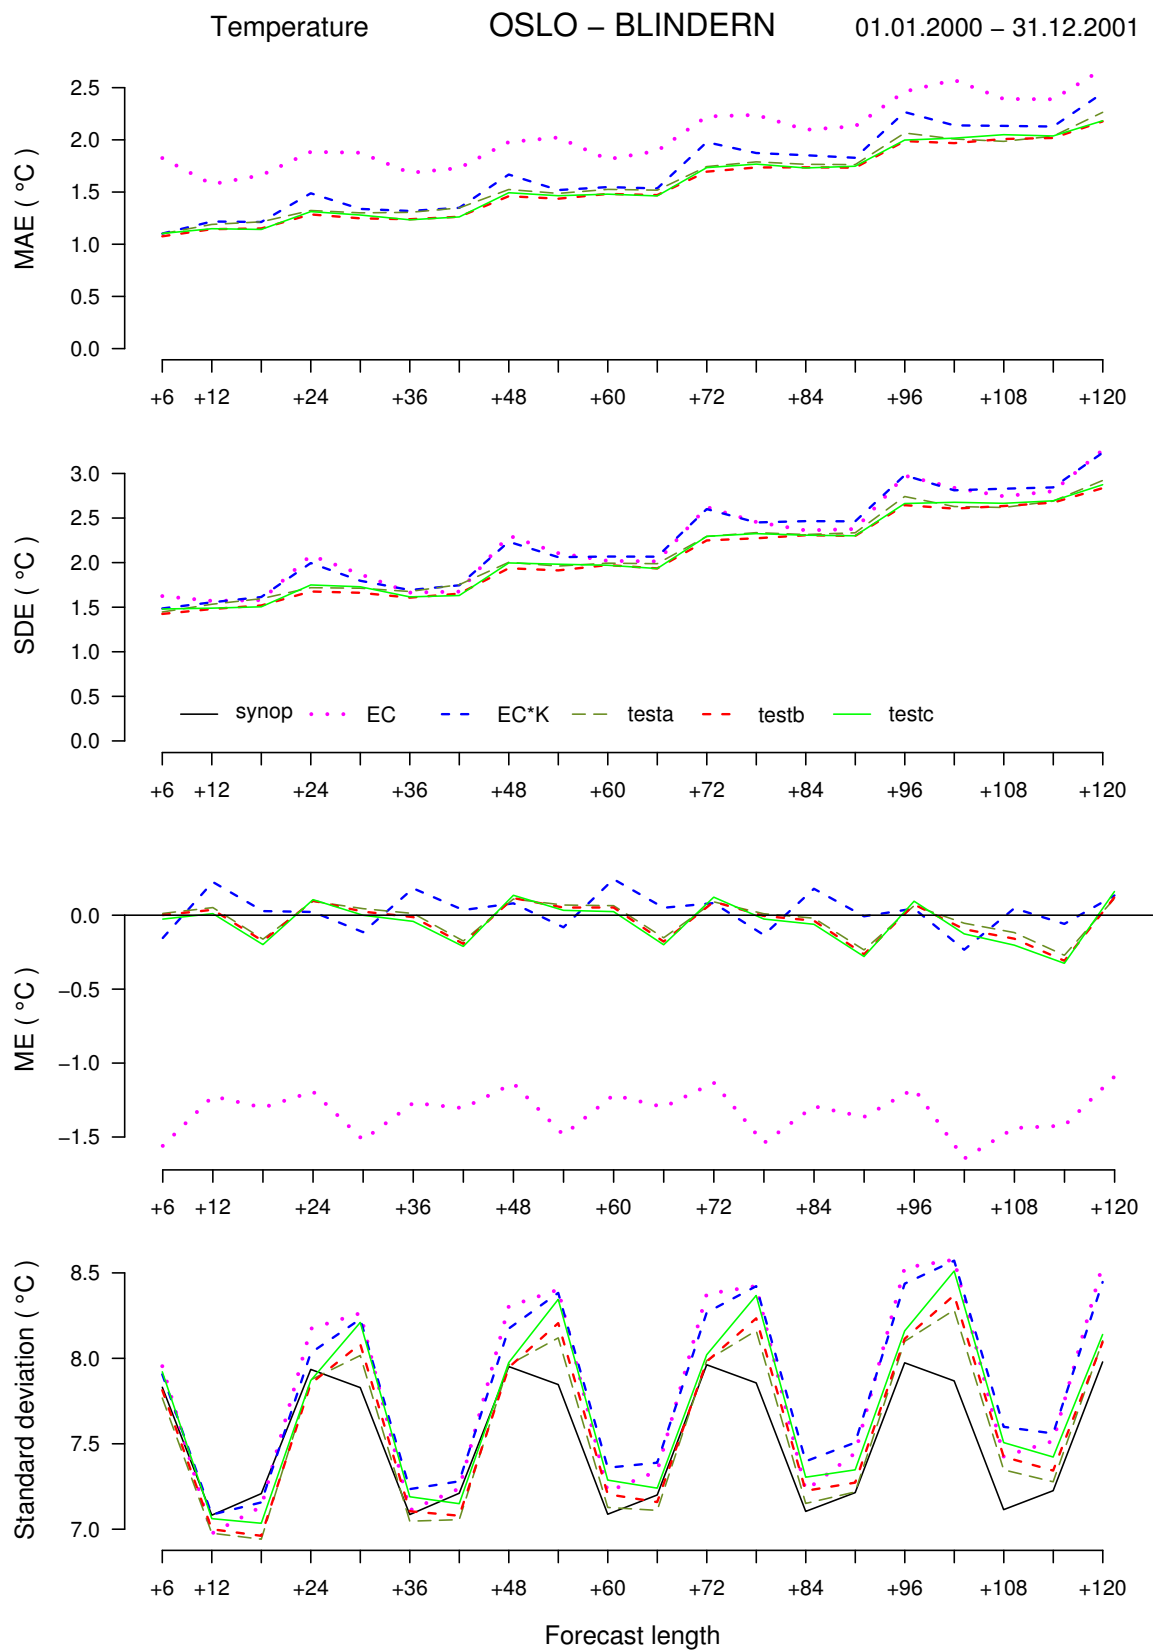 Temperature OSLO – BLINDERN 01.01.2000 – 31.12.2001
MAE ( °C )
2.5
2.0
1.5
1.0
0.5
0.0
+6 +12 +24 +36 +48 +60 +72 +84 +96 +108 +120
SDE ( °C )
3.0
2.5
2.0
1.5
1.0
0.5
0.0
synop EC EC*K testa testb testc
+6 +12 +24 +36 +48 +60 +72 +84 +96 +108 +120
ME ( °C )
0.0
−0.5
−1.0
−1.5
+6 +12 +24 +36 +48 +60 +72 +84 +96 +108 +120
Standard deviation ( °C )
8.5
8.0
7.5
7.0
+6 +12 +24 +36 +48 +60 +72 +84 +96 +108 +120
Forecast length